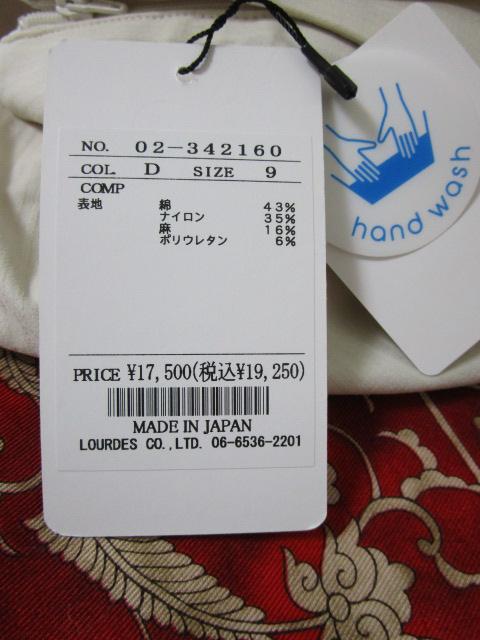 NO. 02-342160
COL. D SIZE 9
COMP
表地 綿 43%
ナイロン 35%
麻 16%
ポリウレタン 6%
PRICE ¥17,500(税込¥19,250)
MADE IN JAPAN
LOURDES CO.,LTD. 06-6536-2201
hand wash